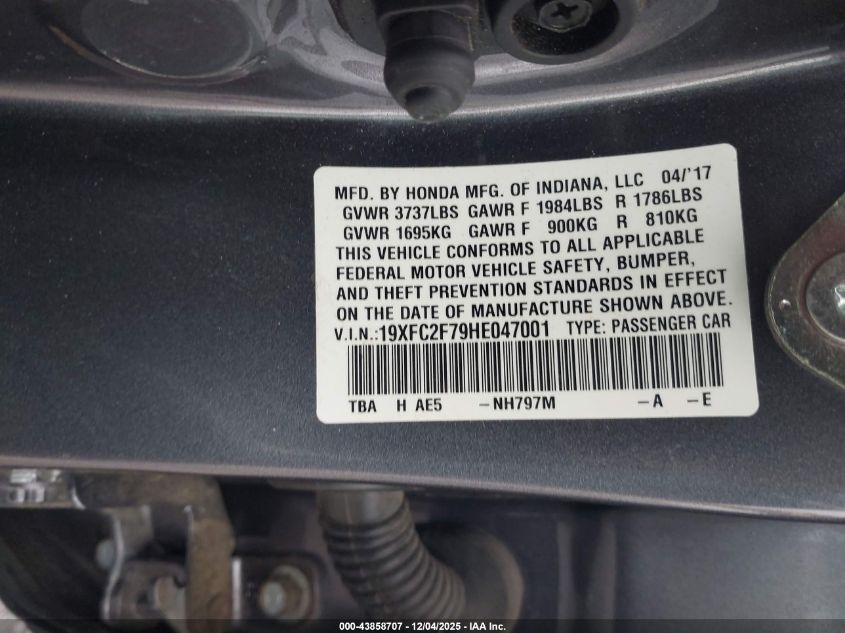 MFD. BY HONDA MFG. OF INDIANA, LLC 04/'17
GVWR 3737LBS GAWR F 1984LBS R 1786LBS
GVWR 1695KG GAWR F 900KG R 810KG
THIS VEHICLE CONFORMS TO ALL APPLICABLE
FEDERAL MOTOR VEHICLE SAFETY, BUMPER,
AND THEFT PREVENTION STANDARDS IN EFFECT
ON THE DATE OF MANUFACTURE SHOWN ABOVE.
V.I.N.:19XFC2F79HE047001 TYPE: PASSENGER CAR
TBA H AE5 -NH797M -A -E
000-43858707 - 12/04/2025 - IAA Inc.